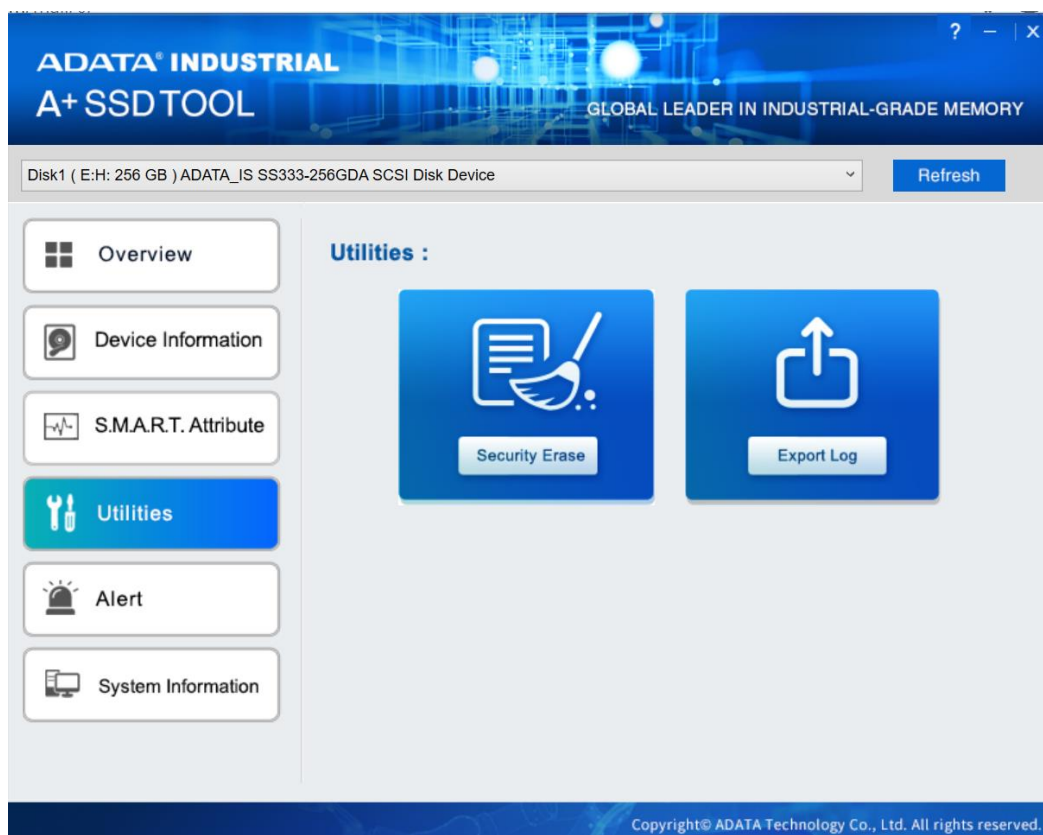 ADATA® INDUSTRIAL
A+ SSD TOOL
? – | x
GLOBAL LEADER IN INDUSTRIAL-GRADE MEMORY
Disk1 ( E:H: 256 GB ) ADATA_IS SS333-256GDA SCSI Disk Device
Refresh
Overview
Device Information
S.M.A.R.T. Attribute
Utilities
Alert
System Information
Utilities :
Security Erase
Export Log
Copyright© ADATA Technology Co., Ltd. All rights reserved.